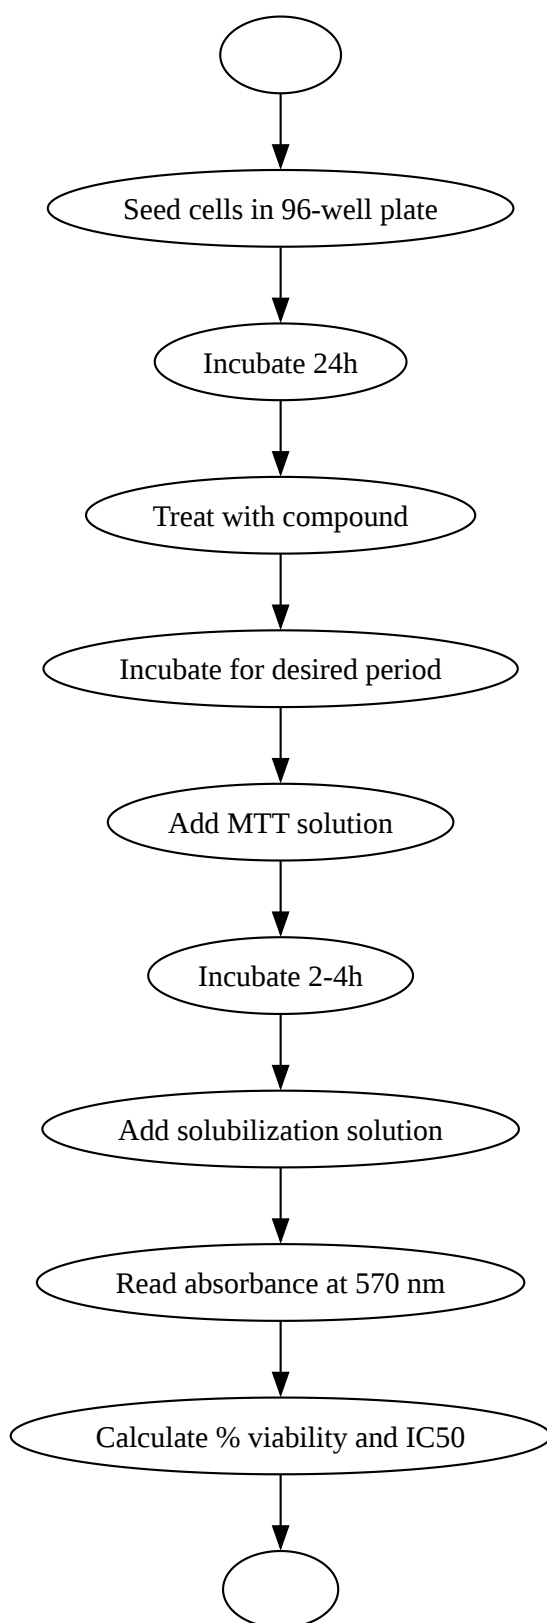 Seed cells in 96-well plate
Incubate 24h
Treat with compound
Incubate for desired period
Add MTT solution
Incubate 2-4h
Add solubilization solution
Read absorbance at 570 nm
Calculate % viability and IC50